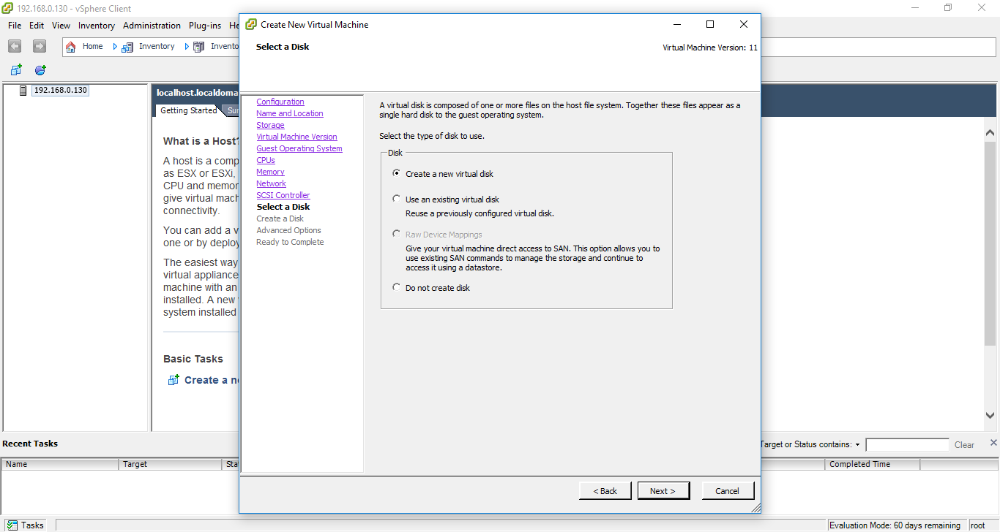 192.168.0.130 - vSphere Client
File Edit View Inventory Administration Plug-ins He
Home Inventory Invento
192.168.0.130
localhost.localdoma
Getting Started Sur
What is a Host?
A host is a comp
as ESX or ESXi,
CPU and memor
give virtual mach
connectivity.
You can add a v
one or by deploy
The easiest way
virtual appliance
machine with an
installed. A new
system installed
Basic Tasks
Create a ne
Create New Virtual Machine
Select a Disk
Virtual Machine Version: 11
Configuration
Name and Location
Storage
Virtual Machine Version
Guest Operating System
CPUs
Memory
Network
SCSI Controller
Select a Disk
Create a Disk
Advanced Options
Ready to Complete
A virtual disk is composed of one or more files on the host file system. Together these files appear as a
single hard disk to the guest operating system.
Select the type of disk to use.
Disk
Create a new virtual disk
Use an existing virtual disk
Reuse a previously configured virtual disk.
Raw Device Mappings
Give your virtual machine direct access to SAN. This option allows you to
use existing SAN commands to manage the storage and continue to
access it using a datastore.
Do not create disk
< Back Next > Cancel
Recent Tasks
Target or Status contains: Clear
Name Target Sta Completed Time
Tasks
Evaluation Mode: 60 days remaining root